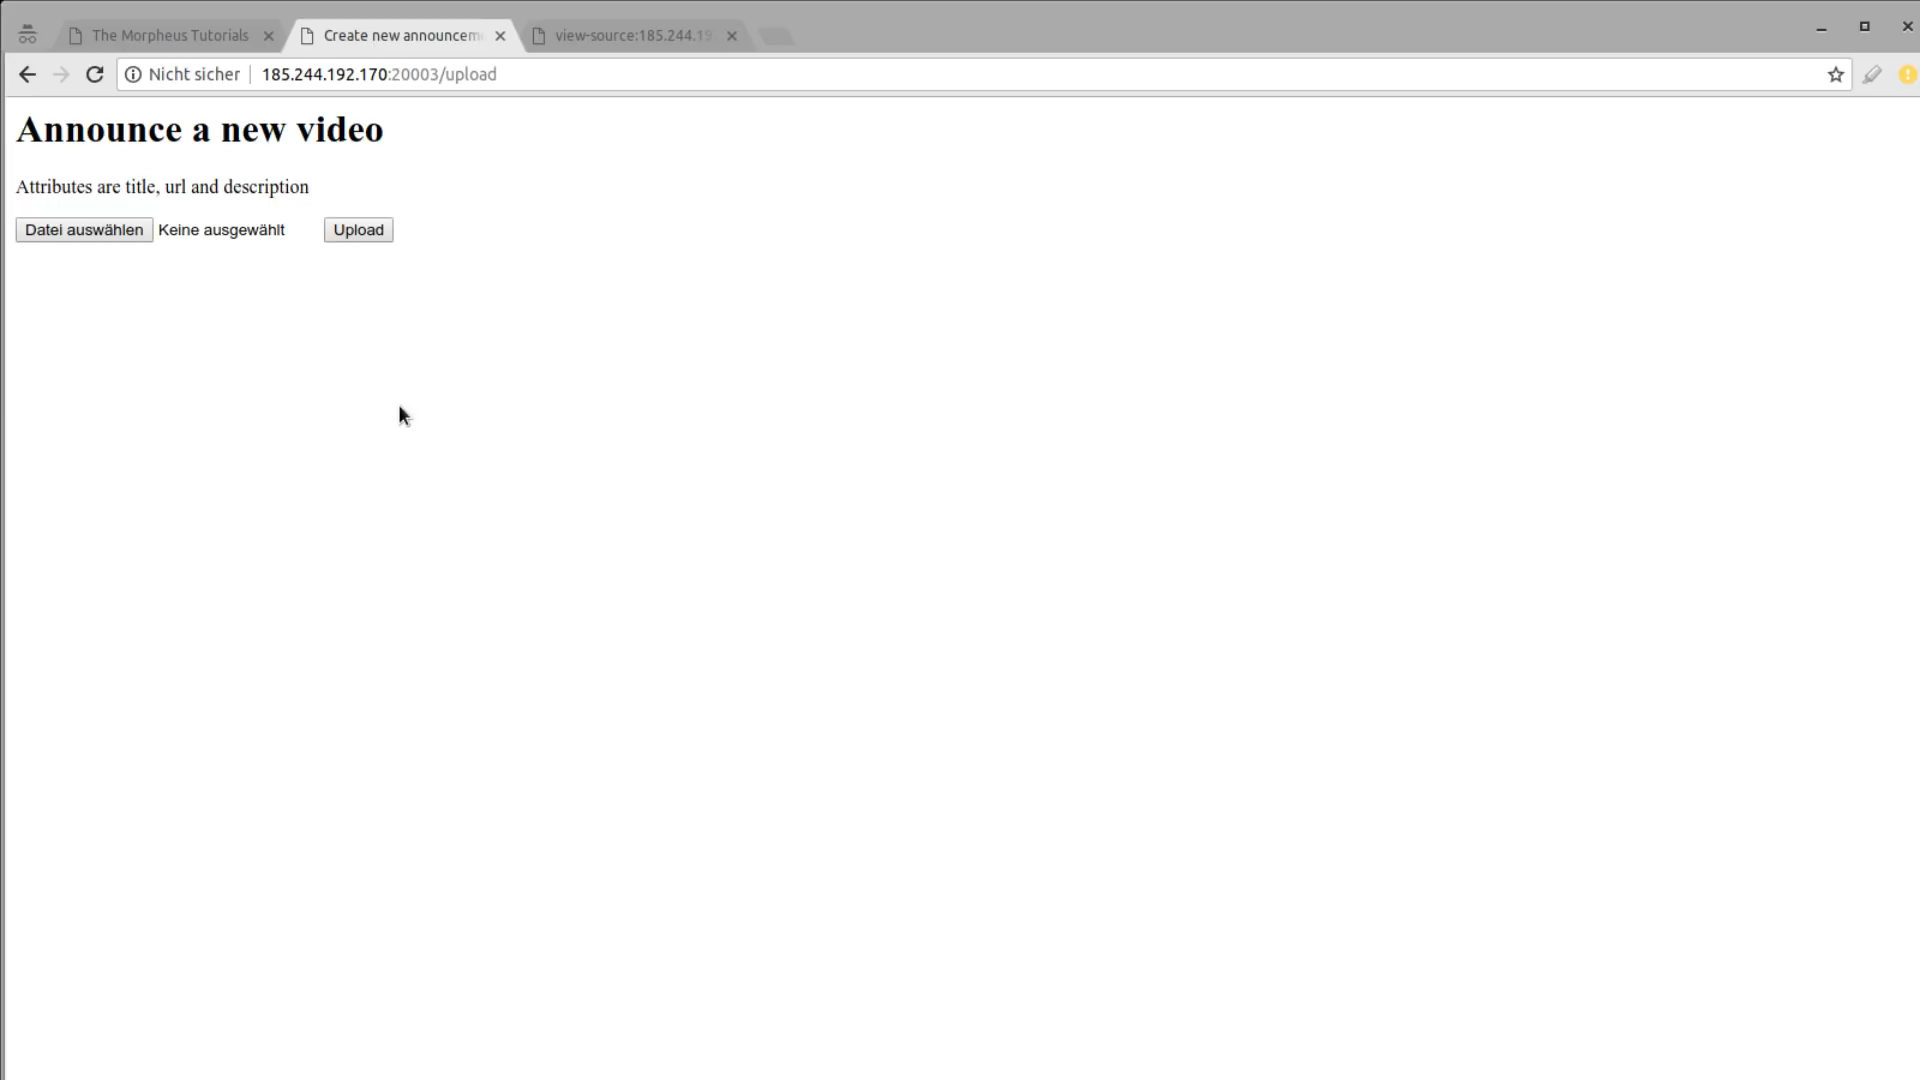 The Morpheus Tutorials
Create new announcem
view-source:185.244.19
Nicht sicher 185.244.192.170:20003/upload
Announce a new video
Attributes are title, url and description
Datei auswählen Keine ausgewählt Upload